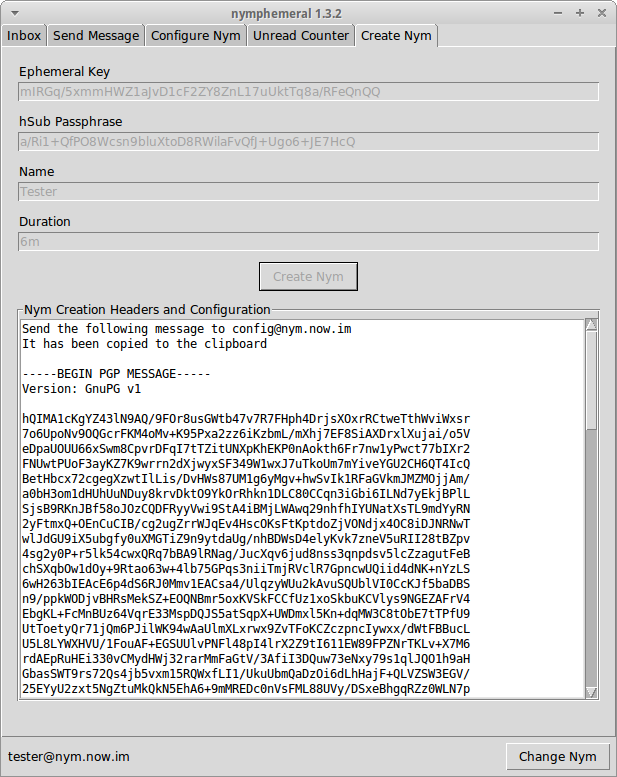 nymphemeral 1.3.2
Inbox Send Message Configure Nym Unread Counter Create Nym
Ephemeral Key
mIRGq/5xmmHWZ1aJvD1cF2ZY8ZnL17uUktTq8a/RFeQnQQ
hSub Passphrase
a/Ri1+QfPO8Wcsn9bluXtoD8RWilaFvQfJ+Ugo6+JE7HcQ
Name
Tester
Duration
6m
Create Nym
Nym Creation Headers and Configuration
Send the following message to config@nym.now.im
It has been copied to the clipboard
-----BEGIN PGP MESSAGE-----
Version: GnuPG v1
hQIMA1cKgYZ43lN9AQ/9FOr8usGWtb47v7R7FHph4DrjsXOxrRCtweTthWviWxsr
7o6UpoNv9OQGcrFKM4oMv+K95Pxa2zz6iKzbmL/mXhj7EF8SiAXDrxlXujai/o5V
eDpaUOUU66xSwm8CpvrDFqI7tTZitUNXpKhEKP0nAokth6Fr7nw1yPwct77bIXr2
FNUwtPUoF3ayKZ7K9wrrn2dXjwyxSF349W1wxJ7uTkoUm7mYiveYGU2CH6QT4IcQ
BetHbcx72cgegXzwtIlLis/DvHWs87UM1g6yMgv+hwSvIk1RFaGVkmJMZMOjjAm/
a0bH3om1dHUhUuNDuy8krvDktO9YkOrRhkn1DLC80CCqn3iGbi6ILNd7yEkjBPlL
SjsB9RKnJBf58oJOzCQDFRyyVwi9StA4iBMjLWAwq29nhfhIYUNatXsTL9mdYyRN
2yFtmxQ+OEnCuCIB/cg2ugZrrWJqEv4HscOKsFtKptdoZjVONdjx4OC8iDJNRNwT
wlJdGU9iX5ubgfy0uXMGTiZ9n9ytdaUg/nhBDWsD4elyKvk7zneV5uRII28tBZpv
4sg2y0P+r5lk54cwxQRq7bBA9lRNag/JucXqv6jud8nss3qnpdsv5lcZzagutFeB
chSXqbOw1dOy+9Rtao63w+4lb75GPqs3niiTmjRVclR7GpncwUQiid4dNK+nYzLS
6wH263bIEAcE6p4dS6RJ0Mmv1EACsa4/UlqzyWUu2kAvuSQUblVI0CcKJf5baDBS
n9/ppkWODjvBHRsMekSZ+EOQNBmr5oxKVSkFCCfUz1xoSkbuKCVlys9NGEZAFrV4
EbgKL+FcMnBUz64VqrE33MspDQJS5atSqpX+UWDmxl5Kn+dqMW3C8tObE7tTPfU9
UtToetyQr71jQm6PJilWK94wAaUlmXLxrwx9ZvTFoKCZczpncIywxx/dWtFBBucL
U5L8LYWXHVU/1FouAF+EGSUUlvPNFl48pI4lrX2Z9tI611EW89FPZNrTKLv+X7M6
rdAEpRuHEi330vCMydHWj32rarMmFaGtV/3AfiI3DQuw73eNxy79s1qlJQO1h9aH
GbasSWT9rs72Qs4jb5vxm15RQWxfLI1/UkuUbmQaDzOi6dLhHajF+QLVZSW3EGV/
25EYyU2zxt5NgZtuMkQkN5EhA6+9mMREDc0nVsFML88UVy/DSxeBhgqRZz0WLN7p
tester@nym.now.im
Change Nym